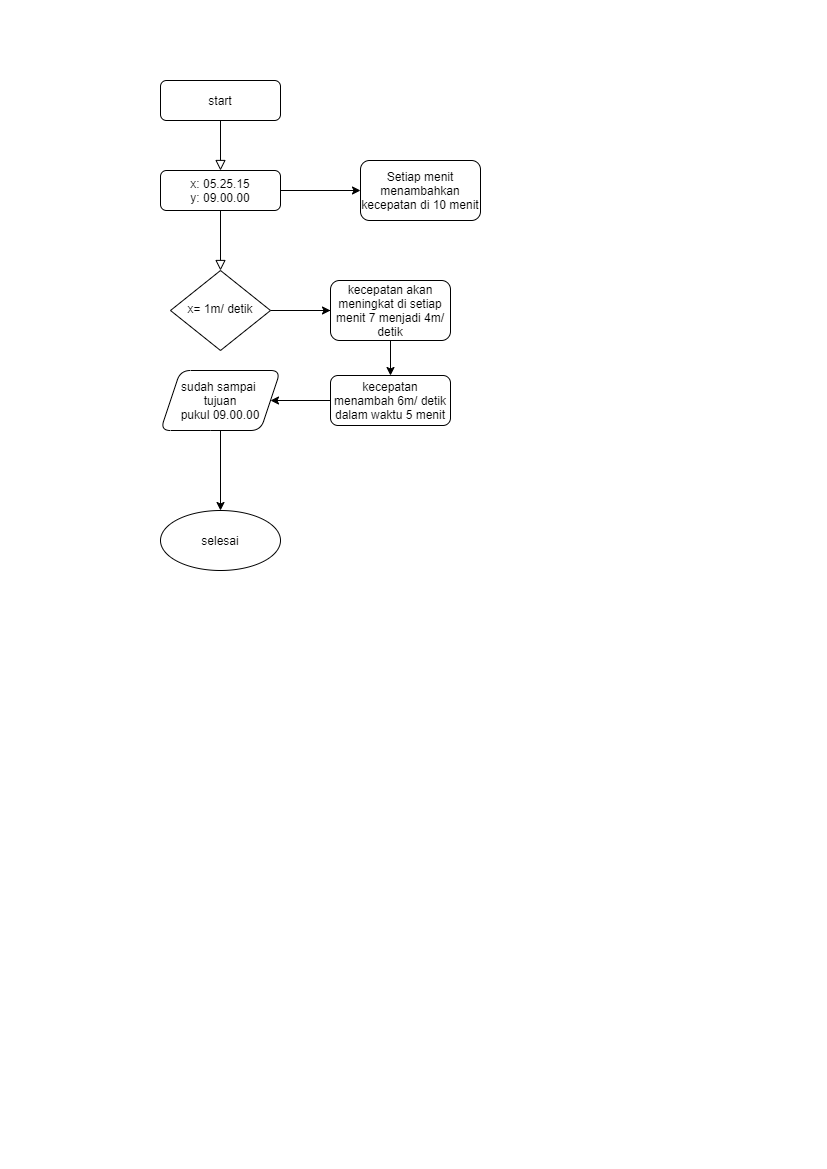 start
x: 05.25.15
y: 09.00.00
Setiap menit
menambahkan
kecepatan di 10 menit
x= 1m/ detik
kecepatan akan
meningkat di setiap
menit 7 menjadi 4m/
detik
kecepatan
menambah 6m/ detik
dalam waktu 5 menit
sudah sampai
tujuan
pukul 09.00.00
selesai